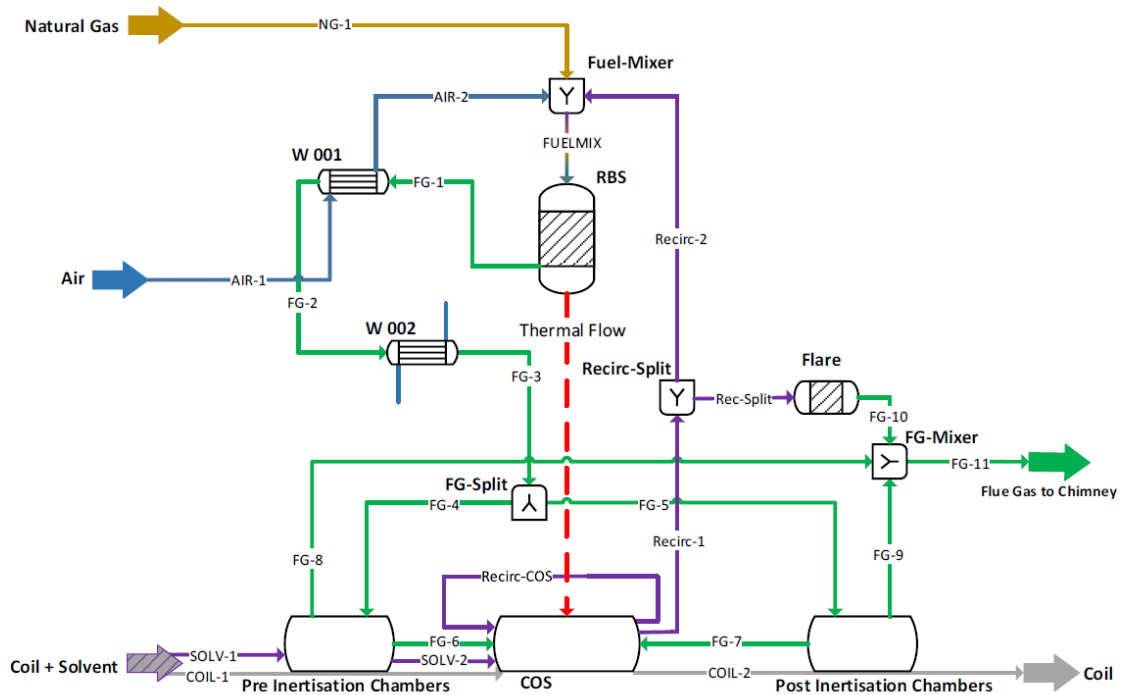 Natural Gas
NG-1
Fuel-Mixer
AIR-2
FUELMIX
W 001
FG-1
RBS
Recirc-2
Air
AIR-1
FG-2
Thermal Flow
W 002
FG-3
Recirc-Split
Flare
Rec-Split
FG-10
FG-Mixer
FG-11
Flue Gas to Chimney
FG-Split
FG-4
FG-5
Recirc-1
FG-8
FG-9
Recirc-COS
FG-6
FG-7
SOLV-1
SOLV-2
Coil + Solvent
COIL-1
COIL-2
Coil
Pre Inertisation Chambers
COS
Post Inertisation Chambers